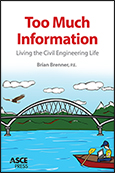 Too Much
Information
Living the Civil Engineering Life
Brian Brenner, P.E.
ASCE
PRESS